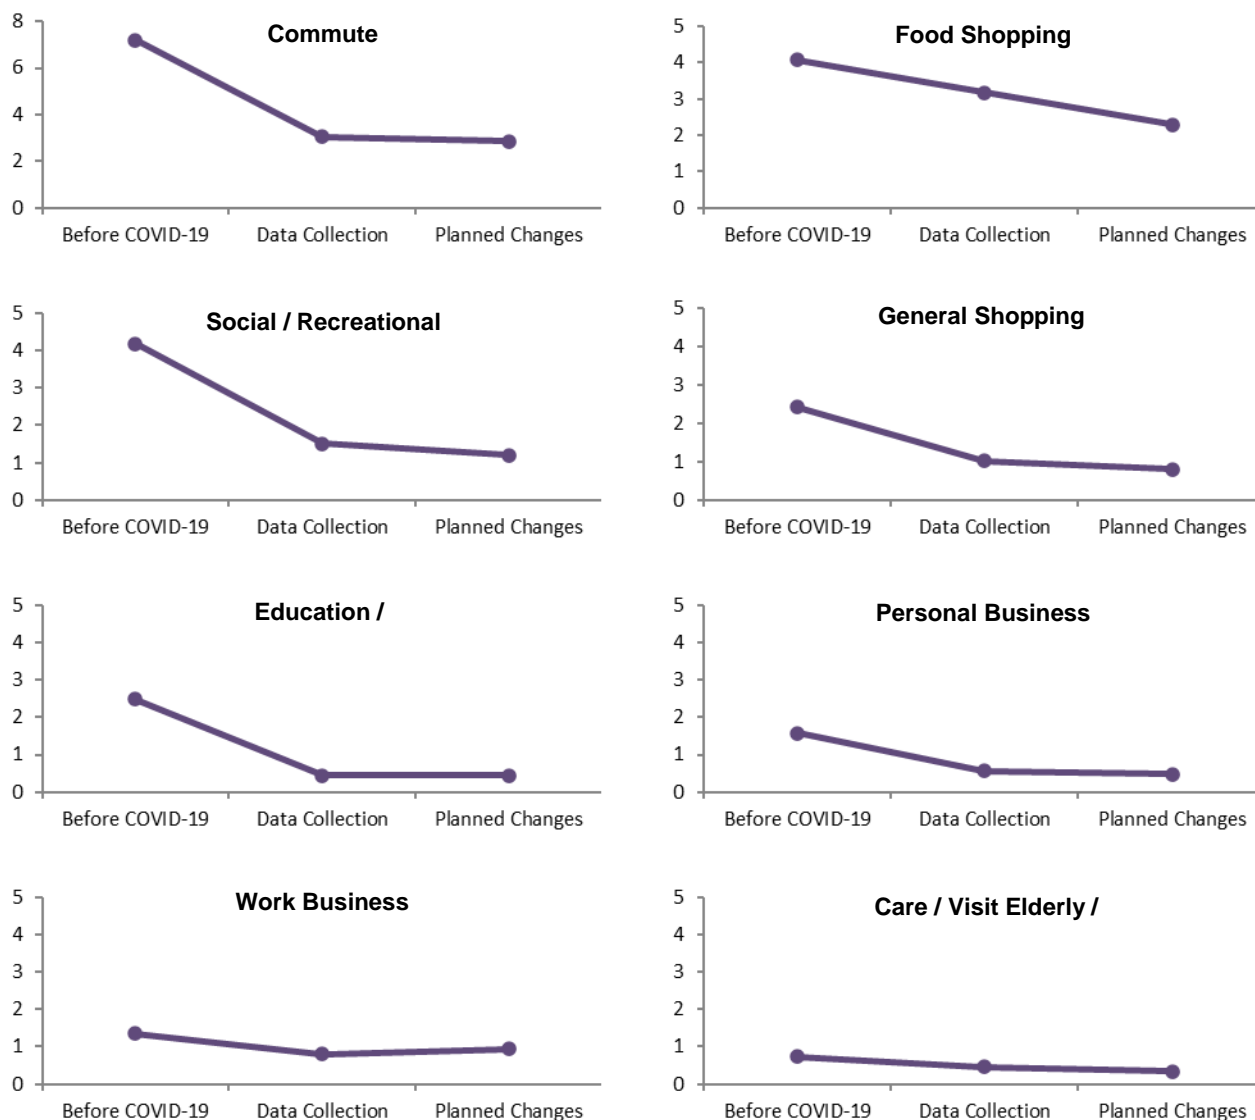 Commute
8
6
4
2
0
Before COVID-19 Data Collection Planned Changes
Food Shopping
5
4
3
2
1
0
Before COVID-19 Data Collection Planned Changes
Social / Recreational
5
4
3
2
1
0
Before COVID-19 Data Collection Planned Changes
General Shopping
5
4
3
2
1
0
Before COVID-19 Data Collection Planned Changes
Education /
5
4
3
2
1
0
Before COVID-19 Data Collection Planned Changes
Personal Business
5
4
3
2
1
0
Before COVID-19 Data Collection Planned Changes
Work Business
5
4
3
2
1
0
Before COVID-19 Data Collection Planned Changes
Care / Visit Elderly /
5
4
3
2
1
0
Before COVID-19 Data Collection Planned Changes